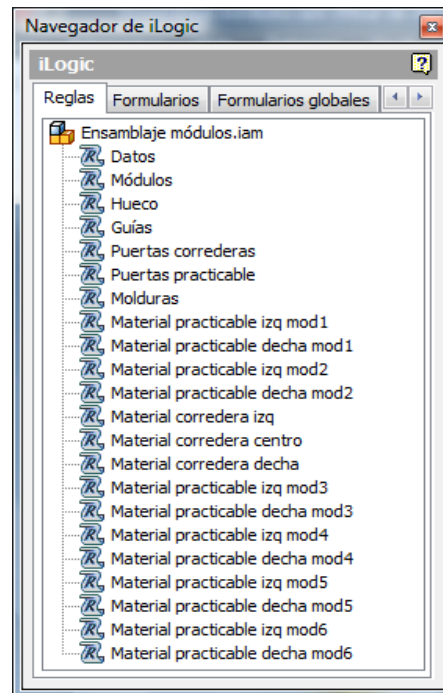 Navegador de iLogic
iLogic
Reglas Formularios Formularios globales
Ensamblaje módulos.iam
Datos
Módulos
Hueco
Guías
Puertas correderas
Puertas practicable
Molduras
Material practicable izq mod1
Material practicable decha mod1
Material practicable izq mod2
Material practicable decha mod2
Material corredera izq
Material corredera centro
Material corredera decha
Material practicable izq mod3
Material practicable decha mod3
Material practicable izq mod4
Material practicable decha mod4
Material practicable izq mod5
Material practicable decha mod5
Material practicable izq mod6
Material practicable decha mod6